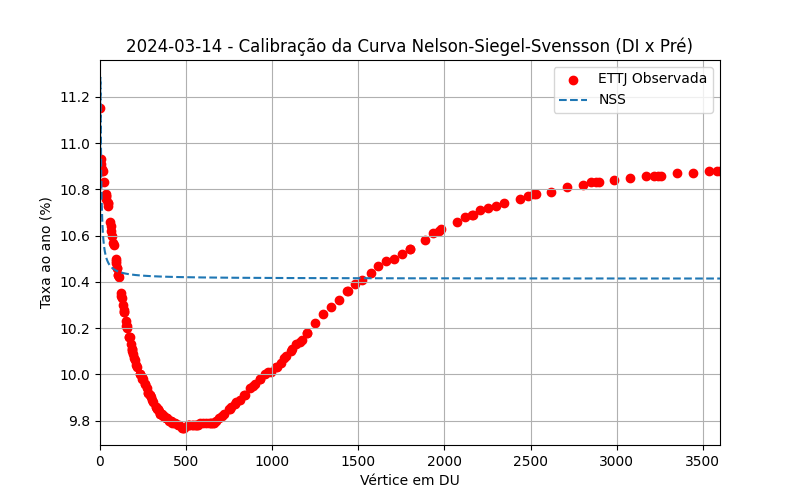 2024-03-14 - Calibração da Curva Nelson-Siegel-Svensson (DI x Pré)
ETTJ Observada
NSS
Taxa ao ano (%)
11.2
11.0
10.8
10.6
10.4
10.2
10.0
9.8
0 500 1000 1500 2000 2500 3000 3500
Vértice em DU